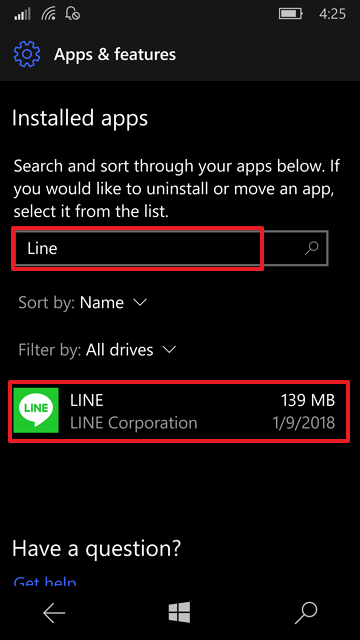 4:25
Apps & features
Installed apps
Search and sort through your apps below. If
you would like to uninstall or move an app,
select it from the list.
Line
Sort by: Name
Filter by: All drives
LINE
LINE 139 MB
LINE Corporation 1/9/2018
Have a question?
Get help